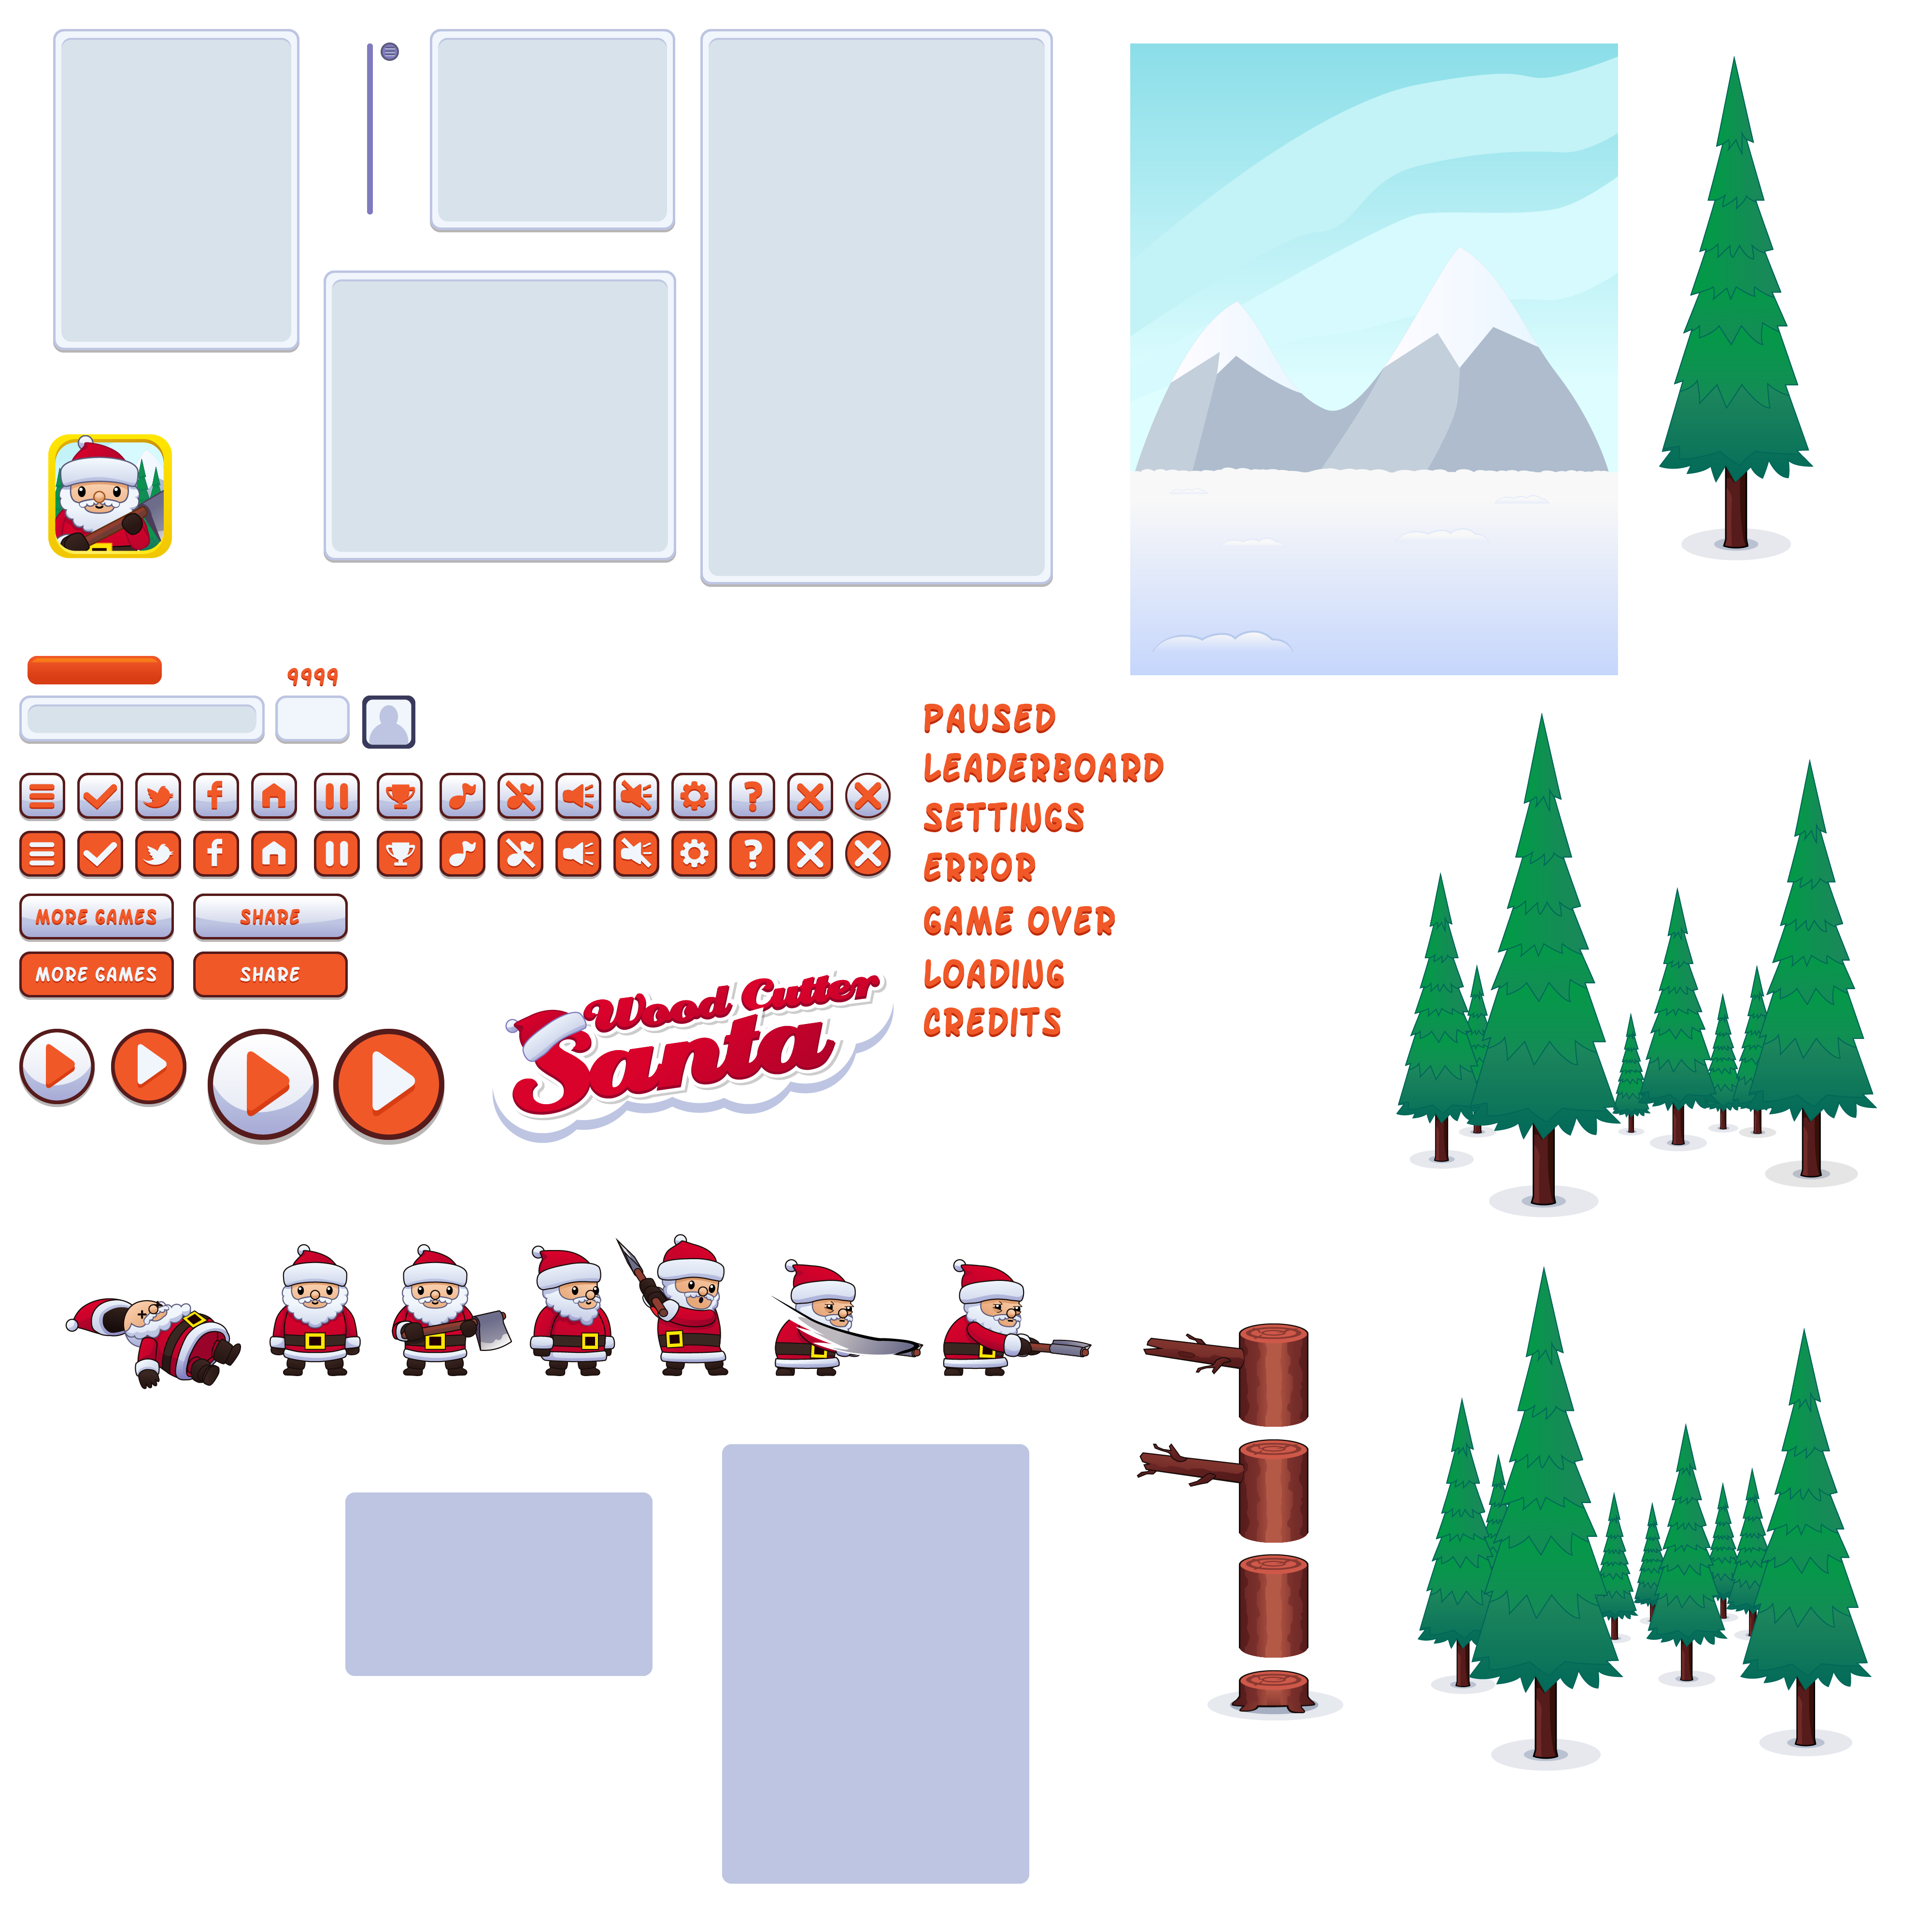 9999
PAUSED
LEADERBOARD
SETTINGS
ERROR
GAME OVER
LOADING
CREDITS
?
?
MORE GAMES
SHARE
MORE GAMES
SHARE
Wood Cutter
Santa